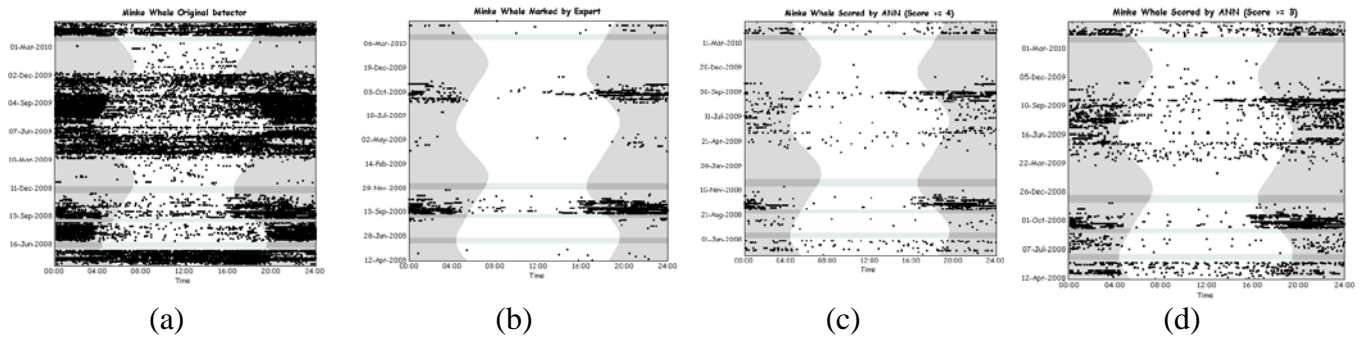 Minke Whale Original Detector
01-Mar-2010
02-Dec-2009
04-Sep-2009
07-Jun-2009
10-Mar-2009
11-Dec-2008
13-Sep-2008
16-Jun-2008
00:00 04:00 08:00 12:00 16:00 20:00 24:00
Time
(a)
Minke Whale Marked by Expert
06-Mar-2010
19-Dec-2009
03-Oct-2009
10-Jul-2009
02-May-2009
14-Feb-2009
29-Nov-2008
13-Sep-2008
28-Jun-2008
12-Apr-2008
00:00 04:00 08:00 12:00 16:00 20:00 24:00
Time
(b)
Minke Whale Scored by ANN (Score >= 4)
26-Dec-2009
11-Jul-2009
21-Apr-2009
10-Nov-2008
21-Aug-2008
01-Jun-2008
00:00 04:00 08:00 12:00 16:00 20:00 24:00
Time
(c)
Minke Whale Scored by ANN (Score >= 3)
01-Mar-2010
05-Dec-2009
10-Sep-2009
16-Jun-2009
22-Mar-2009
26-Dec-2008
01-Oct-2008
07-Jul-2008
12-Apr-2008
00:00 04:00 08:00 12:00 16:00 20:00 24:00
Time
(d)